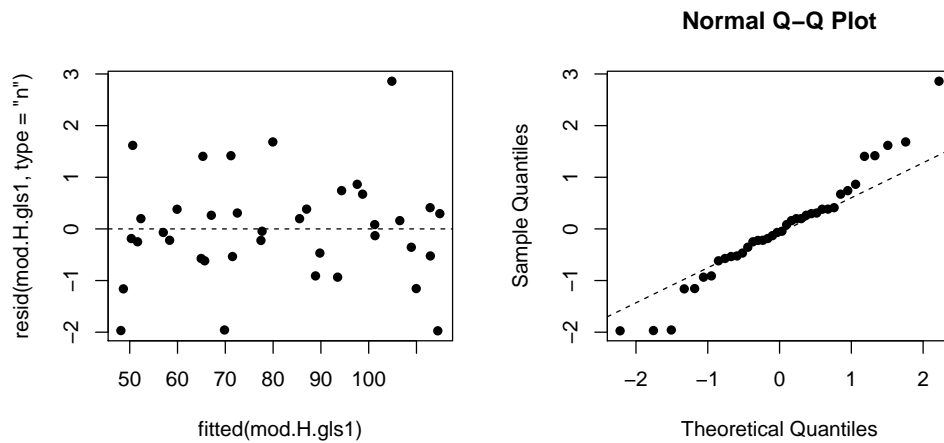 Normal Q−Q Plot
resid(mod.H.gls1, type = "n")
3
2
1
0
−1
−2
50 60 70 80 90 100
fitted(mod.H.gls1)
Sample Quantiles
3
2
1
0
−1
−2
−2 −1 0 1 2
Theoretical Quantiles